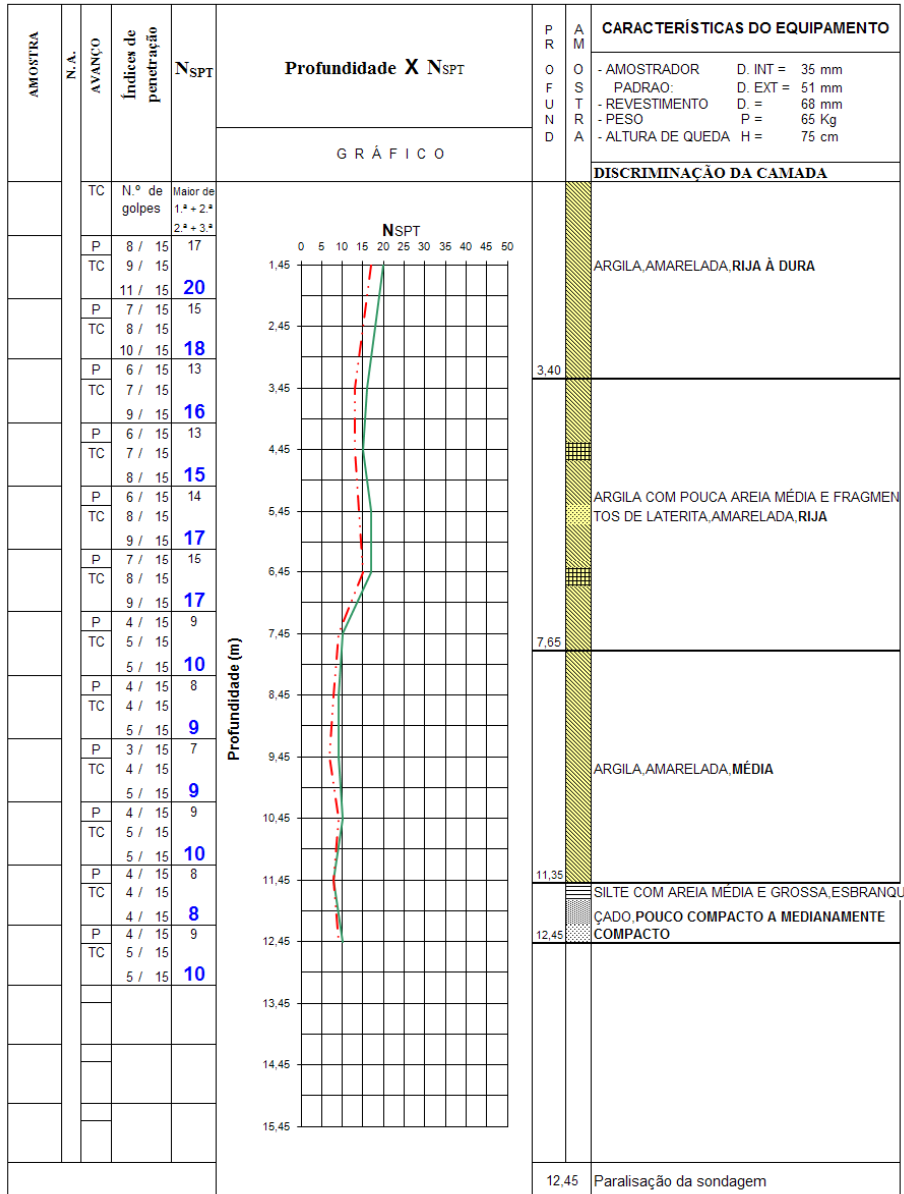 AMOSTRA
N. A.
AVANÇO
Índices de
penetração
NSPT
Profundidade X NSPT
GRÁFICO
P A
R M
O O
F S
U T
N R
D A
CARACTERÍSTICAS DO EQUIPAMENTO
- AMOSTRADOR D. INT = 35 mm
PADRAO: D. EXT = 51 mm
- REVESTIMENTO D. = 68 mm
- PESO P = 65 Kg
- ALTURA DE QUEDA H = 75 cm
DISCRIMINAÇÃO DA CAMADA
TC N.º de Maior de
golpes 1.ª + 2.ª
2.ª + 3.ª
P 8 / 15 17
TC 9 / 15
11 / 15 20
P 7 / 15 15
TC 8 / 15
10 / 15 18
P 6 / 15 13
TC 7 / 15
9 / 15 16
P 6 / 15 13
TC 7 / 15
8 / 15 15
P 6 / 15 14
TC 8 / 15
9 / 15 17
P 7 / 15 15
TC 8 / 15
9 / 15 17
P 4 / 15 9
TC 5 / 15
5 / 15 10
P 4 / 15 8
TC 4 / 15
5 / 15 9
P 3 / 15 7
TC 4 / 15
5 / 15 9
P 4 / 15 9
TC 5 / 15
5 / 15 10
P 4 / 15 8
TC 4 / 15
4 / 15 8
P 4 / 15 9
TC 5 / 15
5 / 15 10
NSPT
0 5 10 15 20 25 30 35 40 45 50
Profundidade (m)
1,45
2,45
3,45
4,45
5,45
6,45
7,45
8,45
9,45
10,45
11,45
12,45
13,45
14,45
15,45
ARGILA,AMARELADA,RIJA À DURA
3,40
ARGILA COM POUCA AREIA MÉDIA E FRAGMEN
TOS DE LATERITA,AMARELADA,RIJA
7,65
ARGILA,AMARELADA,MÉDIA
11,35
SILTE COM AREIA MÉDIA E GROSSA,ESBRANQU
ÇADO,POUCO COMPACTO A MEDIANAMENTE
12,45 COMPACTO
12,45 Paralisação da sondagem